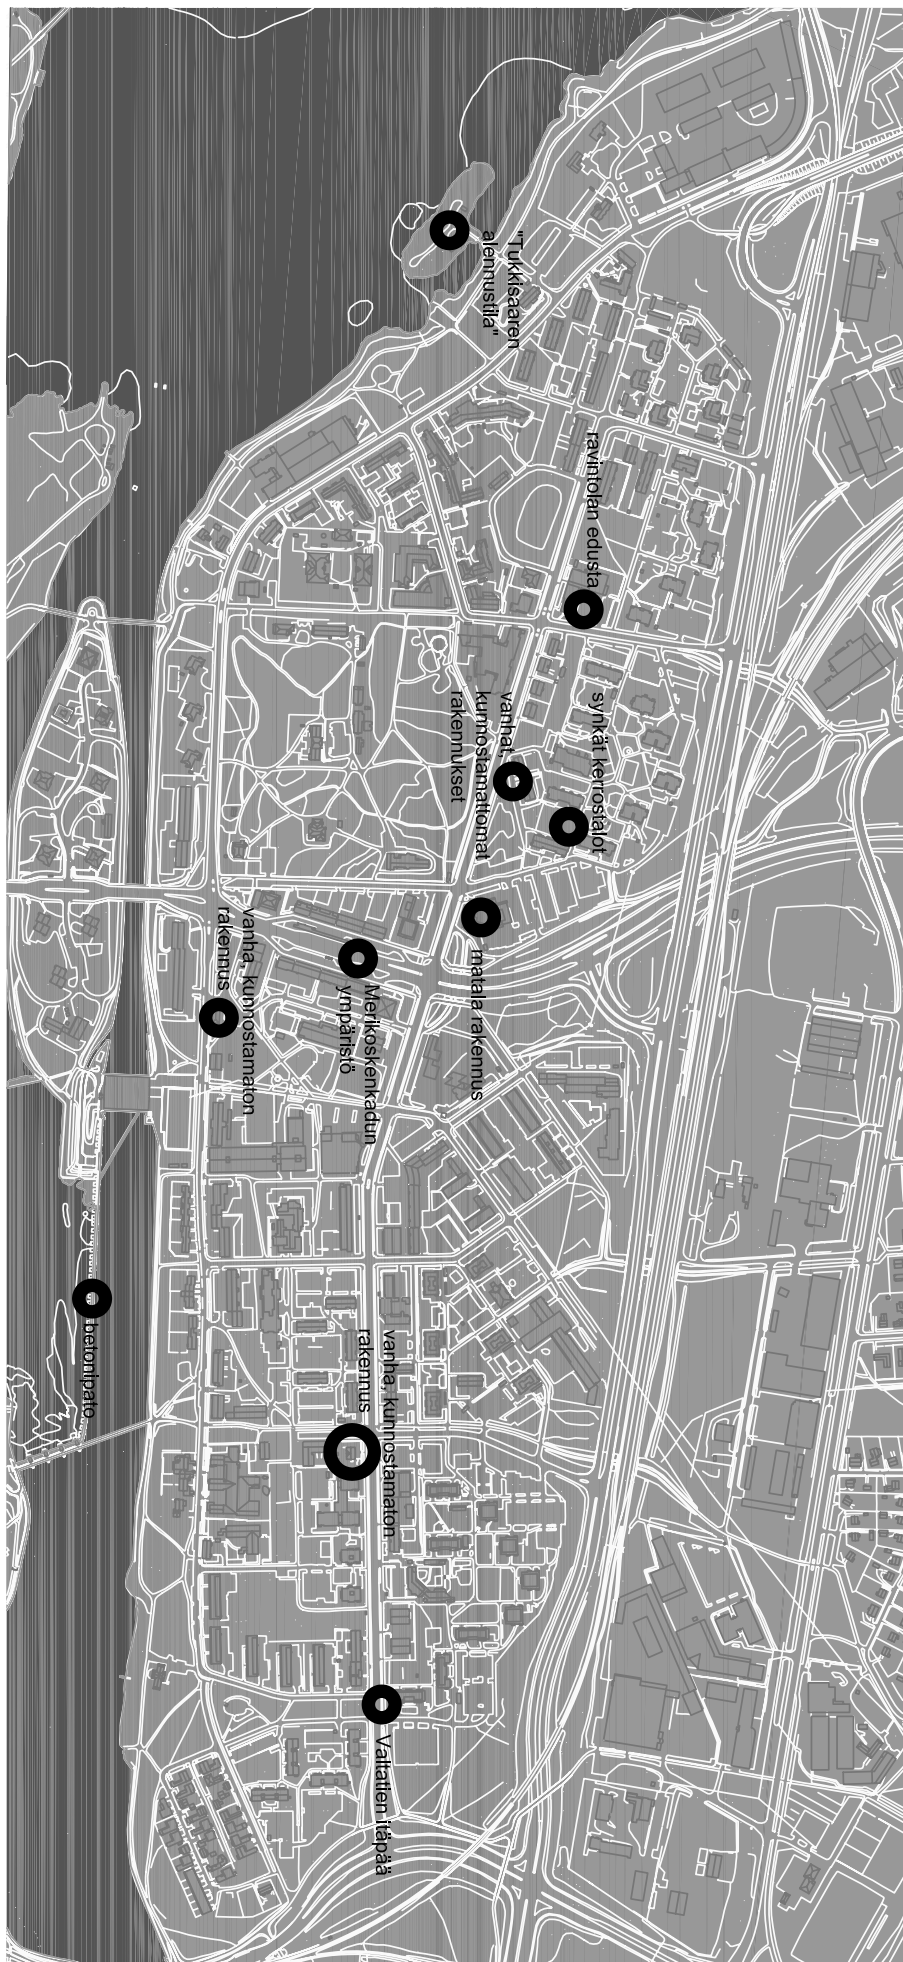 "Tukkisaaren
alennustila"
ravintolan edusta
synkät kerrostalot
vanhat,
kunnostamattomat
rakennukset
matala rakennus
Merikoskenkadun
ympäristö
vanha, kunnostamaton
rakennus
betonipato
vanha, kunnostamaton
rakennus
Valtatien itäpää